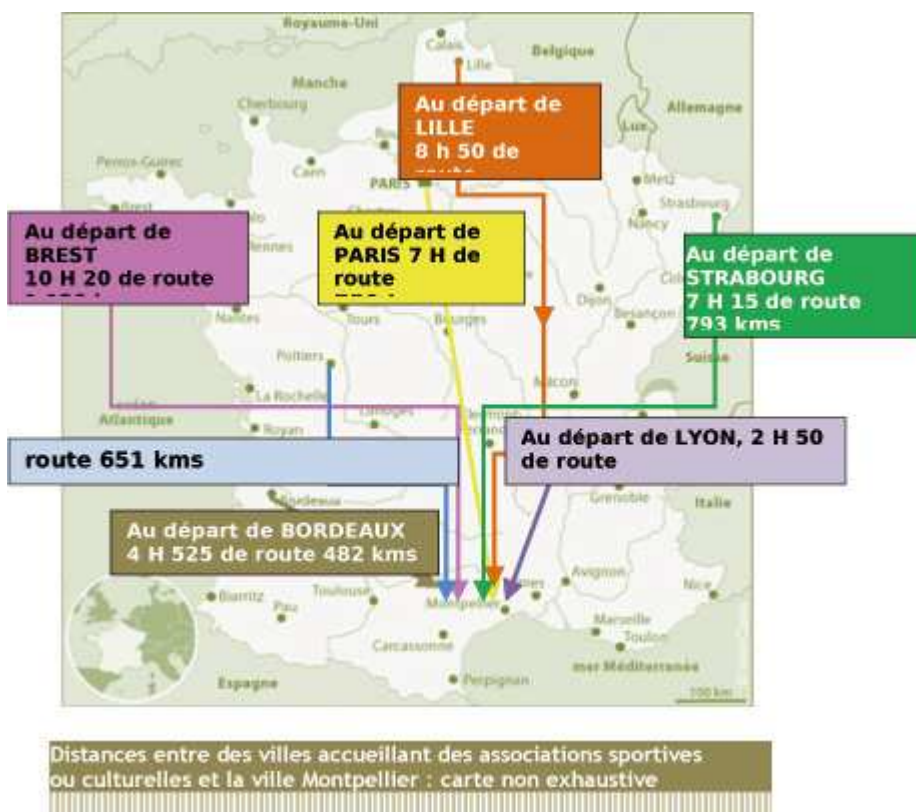 Royaume-Uni
Calais
Lille
Belgique
Manche
Au départ de
LILLE
8 h 50 de
Allemagne
Cherbourg
Lux.
Perros-Guirec
Caen
PARIS
Metz
Strasbourg
Brest
Nancy
Au départ de
BREST
10 H 20 de route
Au départ de
PARIS 7 H de
route
Au départ de
STRABOURG
7 H 15 de route
793 kms
Rennes
Dijon
Besançon
Nantes
Tours
Bourges
Suisse
Poitiers
Mâcon
La Rochelle
Limoges
Atlantique
Royan
Au départ de LYON, 2 H 50
de route
route 651 kms
Grenoble
Bordeaux
Italie
Au départ de BORDEAUX
4 H 525 de route 482 kms
Avignon
Biarritz
Toulouse
Montpellier
Nice
Pau
Marseille
Toulon
Carcassonne
mer Méditerranée
Espagne
Perpignan
100 km
Distances entre des villes accueillant des associations sportives
ou culturelles et la ville Montpellier : carte non exhaustive